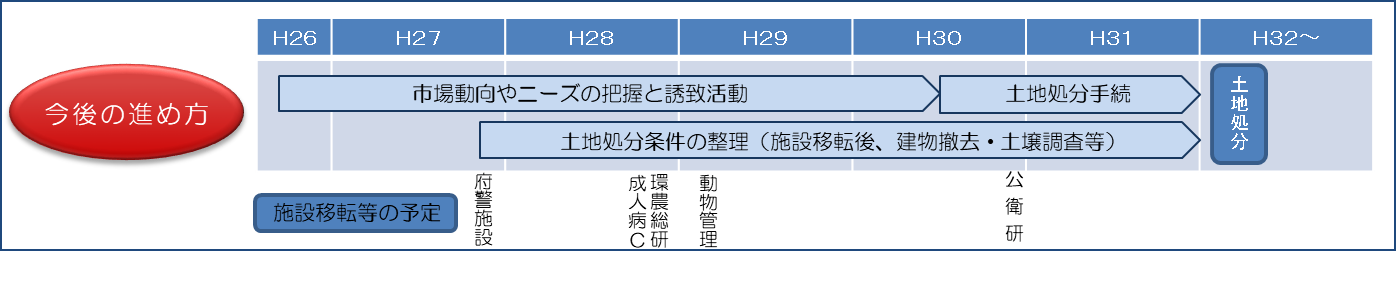 H26 H27 H28 H29 H30 H31 H32～
今後の進め方
市場動向やニーズの把握と誘致活動
土地処分手続
土地処分
土地処分条件の整理（施設移転後、建物撤去・土壌調査等）
施設移転等の予定
府警施設
成人病C
環農総研
動物管理
公衛研